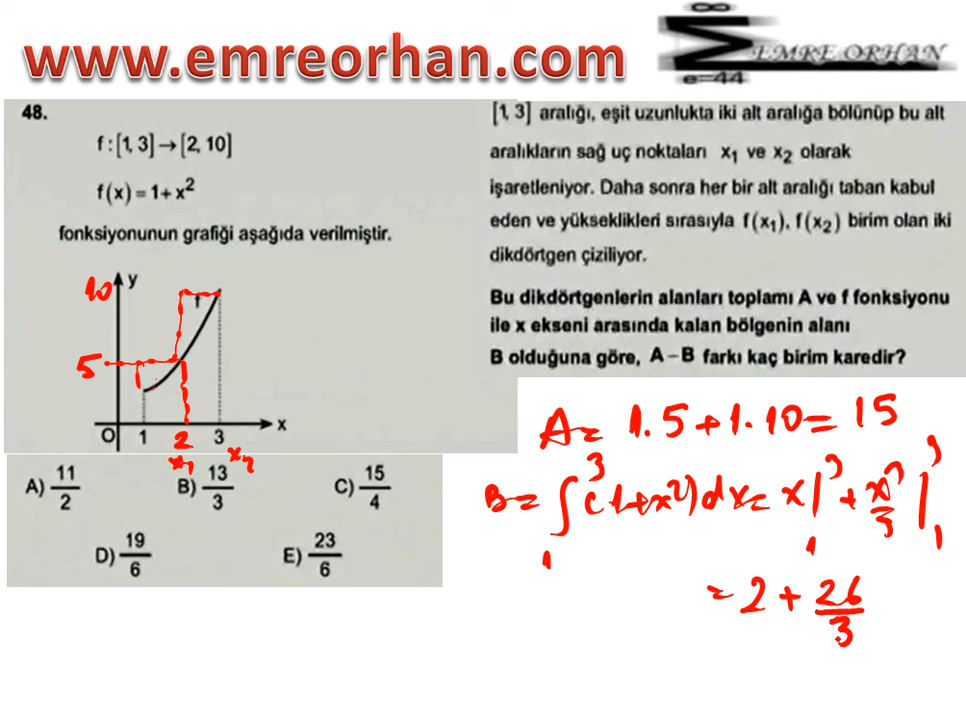 www.emreorhan.com
∞
Σ EMRE ORHAN
e=44
48.
f : [1, 3] → [2, 10]
f(x) = 1+x²
fonksiyonunun grafiği aşağıda verilmiştir.
10
y
f
5
O 1 2 3 x
x₁ x₂
A) 11/2 B) 13/3 C) 15/4
D) 19/6 E) 23/6
[1, 3] aralığı, eşit uzunlukta iki alt aralığa bölünüp bu alt
aralıkların sağ uç noktaları x₁ ve x₂ olarak
işaretleniyor. Daha sonra her bir alt aralığı taban kabul
eden ve yükseklikleri sırasıyla f(x₁), f(x₂) birim olan iki
dikdörtgen çiziliyor.
Bu dikdörtgenlerin alanları toplamı A ve f fonksiyonu
ile x ekseni arasında kalan bölgenin alanı
B olduğuna göre, A – B farkı kaç birim karedir?
A = 1.5 + 1.10 = 15
B = ∫₁³ (1+x²) dx = x |₁³ + x³/3 |₁³
= 2 + 26/3